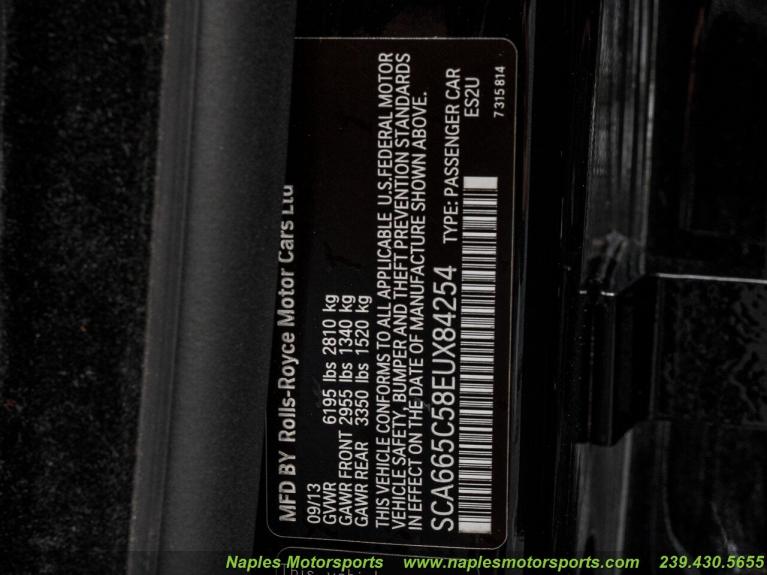 MFD BY Rolls-Royce Motor Cars Ltd
09/13
GVWR 6195 lbs 2810 kg
GAWR FRONT 2955 lbs 1340 kg
GAWR REAR 3350 lbs 1520 kg
THIS VEHICLE CONFORMS TO ALL APPLICABLE U.S.FEDERAL MOTOR
VEHICLE SAFETY, BUMPER AND THEFT PREVENTION STANDARDS
IN EFFECT ON THE DATE OF MANUFACTURE SHOWN ABOVE.
SCA665C58EUX84254 TYPE: PASSENGER CAR
ES2U
7 315 814
Naples Motorsports www.naplesmotorsports.com 239.430.5655